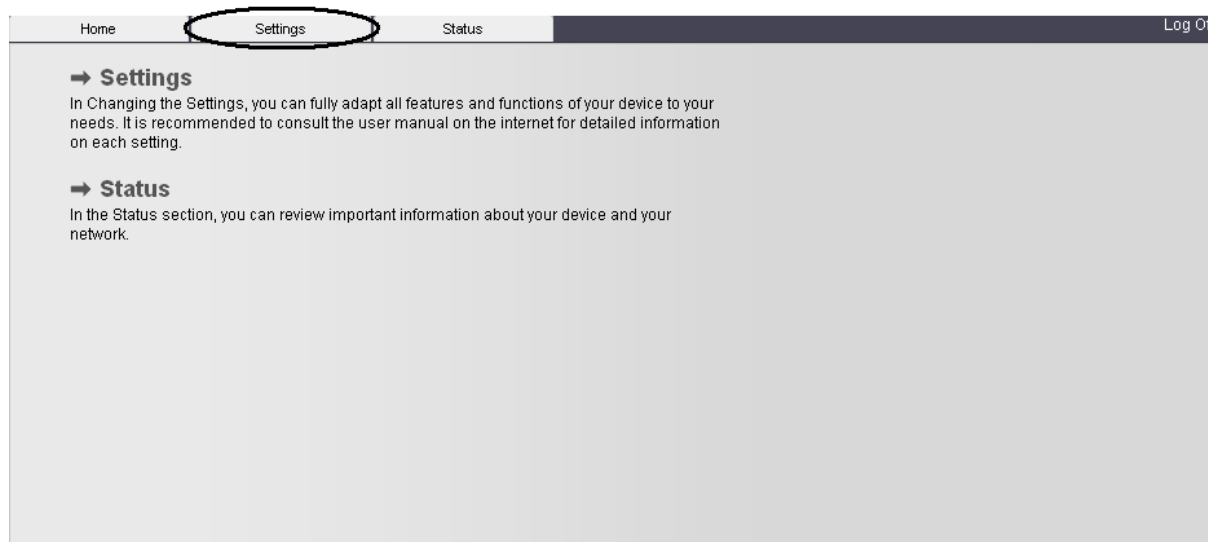 Home Settings Status Log O
➡ Settings
In Changing the Settings, you can fully adapt all features and functions of your device to your
needs. It is recommended to consult the user manual on the internet for detailed information
on each setting.
➡ Status
In the Status section, you can review important information about your device and your
network.